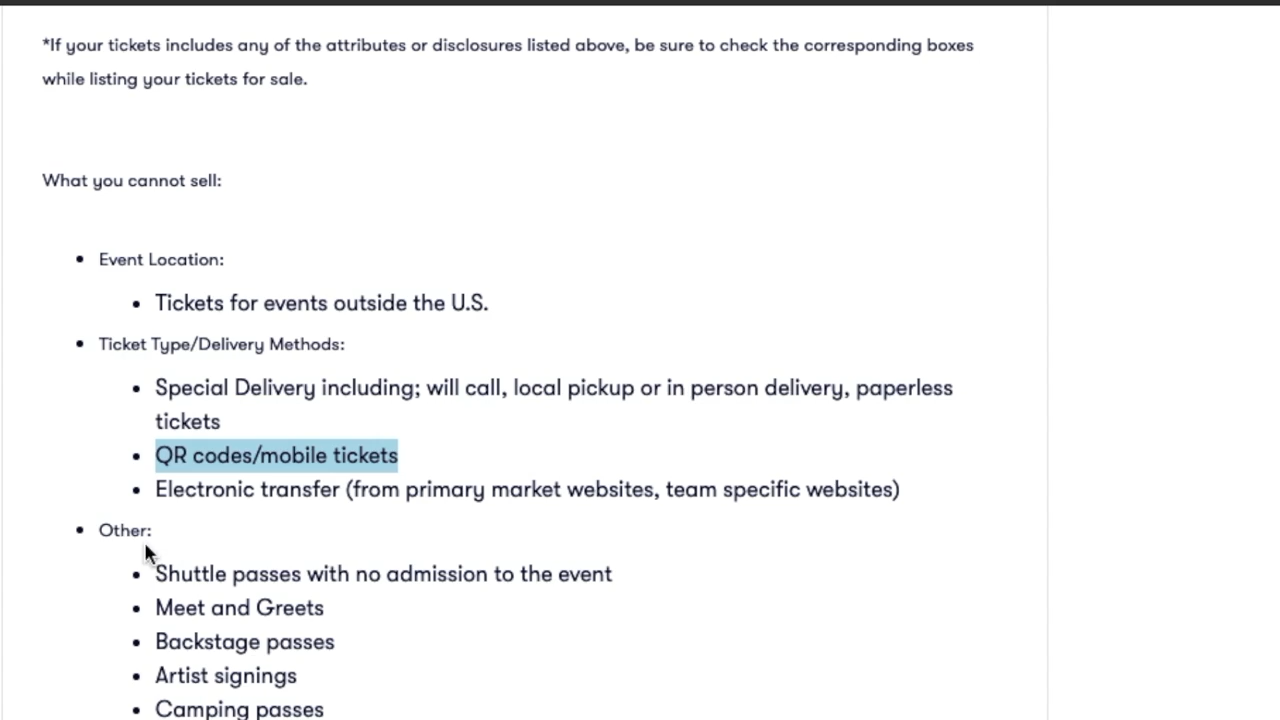 *If your tickets includes any of the attributes or disclosures listed above, be sure to check the corresponding boxes
while listing your tickets for sale.
What you cannot sell:
• Event Location:
• Tickets for events outside the U.S.
• Ticket Type/Delivery Methods:
• Special Delivery including; will call, local pickup or in person delivery, paperless
tickets
• QR codes/mobile tickets
• Electronic transfer (from primary market websites, team specific websites)
• Other:
• Shuttle passes with no admission to the event
• Meet and Greets
• Backstage passes
• Artist signings
• Camping passes